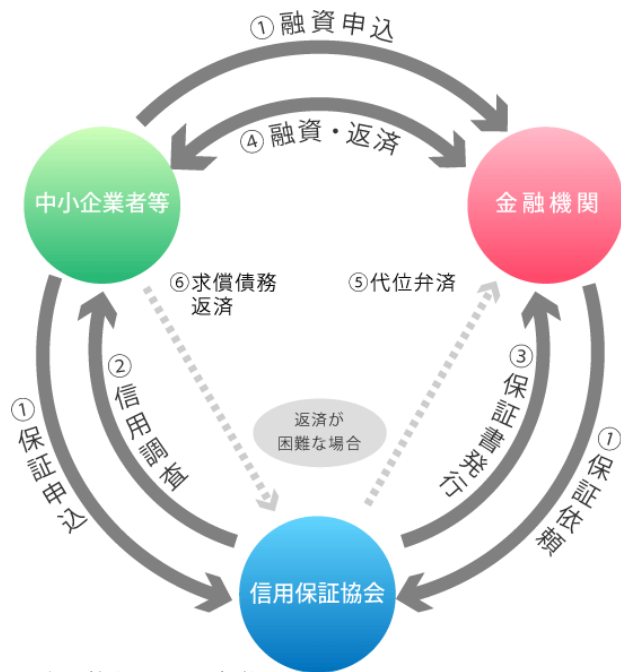 ①融資申込
④融資・返済
中小企業者等
金融機関
⑥求償債務
返済
⑤代位弁済
②信用調査
③保証書発行
①保証申込
①保証依頼
返済が
困難な場合
信用保証協会